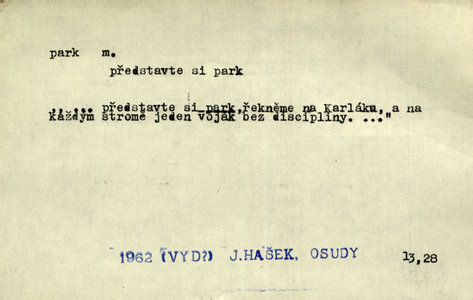 park m.
představte si park
„... představte si park,řekněme na Karláku, a na
každým stromě jeden voják bez disciplíny. ..."
1962 (VYD?) J.HAŠEK, OSUDY 13,28